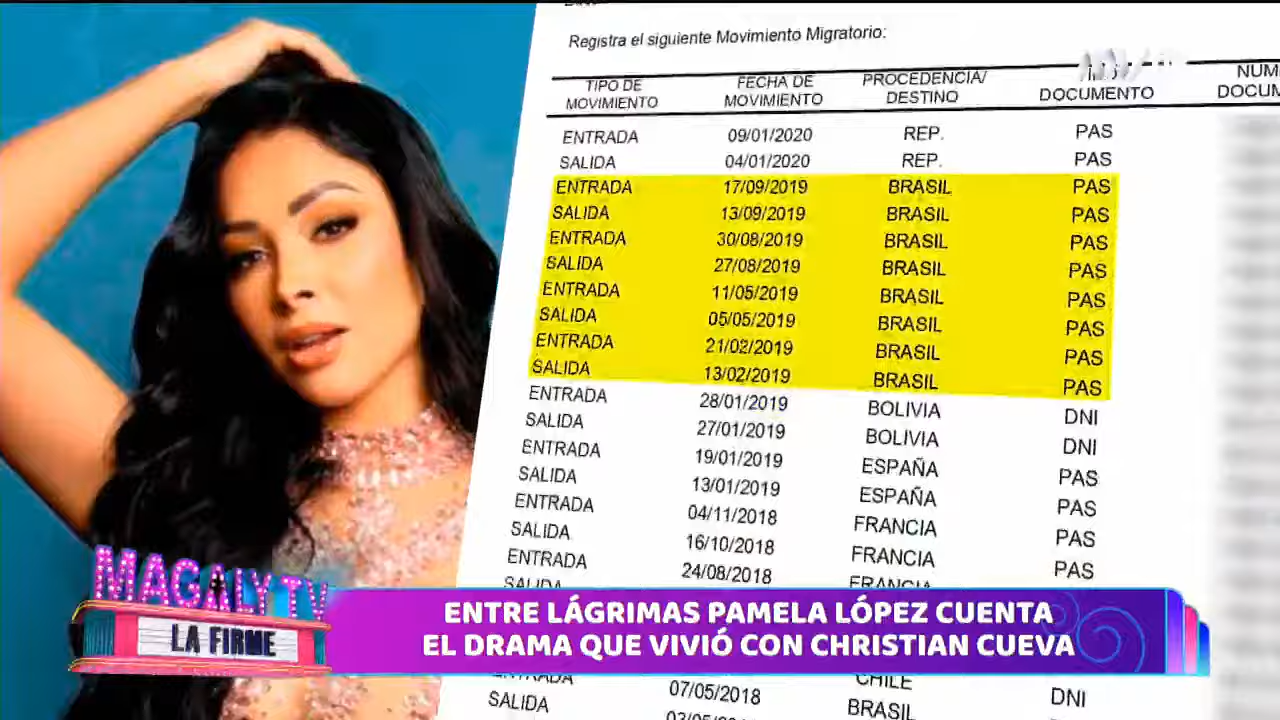 Registra el siguiente Movimiento Migratorio:
TIPO DE MOVIMIENTO FECHA DE MOVIMIENTO PROCEDENCIA/ DESTINO DOCUMENTO
ENTRADA 09/01/2020 REP. PAS
SALIDA 04/01/2020 REP. PAS
ENTRADA 17/09/2019 BRASIL PAS
SALIDA 13/09/2019 BRASIL PAS
ENTRADA 30/08/2019 BRASIL PAS
SALIDA 27/08/2019 BRASIL PAS
ENTRADA 11/05/2019 BRASIL PAS
SALIDA 05/05/2019 BRASIL PAS
ENTRADA 21/02/2019 BRASIL PAS
SALIDA 13/02/2019 BRASIL PAS
ENTRADA 28/01/2019 BOLIVIA DNI
SALIDA 27/01/2019 BOLIVIA DNI
ENTRADA 19/01/2019 ESPAÑA PAS
SALIDA 13/01/2019 ESPAÑA PAS
ENTRADA 04/11/2018 FRANCIA PAS
SALIDA 16/10/2018 FRANCIA PAS
ENTRADA 24/08/2018 FRANCIA
SALIDA
MAGALY TV
LA FIRME
ENTRE LÁGRIMAS PAMELA LÓPEZ CUENTA
EL DRAMA QUE VIVIÓ CON CHRISTIAN CUEVA
ENTRADA 07/05/2018 CHILE DNI
SALIDA BRASIL